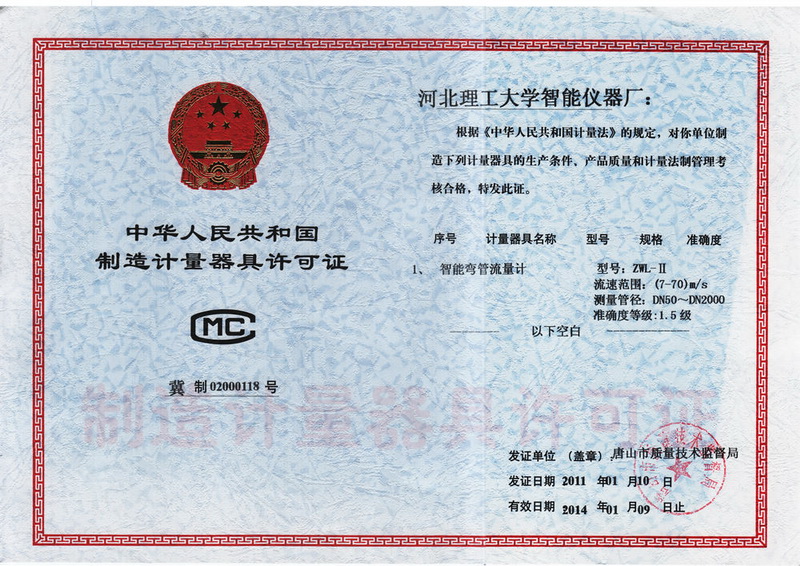 中华人民共和国
制造计量器具许可证
CMC
冀 制02000118 号
河北理工大学智能仪器厂：
根据《中华人民共和国计量法》的规定，对你单位制
造下列计量器具的生产条件、产品质量和计量法制管理考
核合格，特发此证。
序号 计量器具名称 型号 规格 准确度
1、 智能弯管流量计 型号：ZWL-Ⅱ
流速范围：(7-70)m/s
测量管径：DN50～DN2000
准确度等级:1.5 级
以下空白
制造计量器具许可证
发证单位 （盖章）：唐山市质量技术监督局
发证日期 2011 年01 月10 日
有效日期 2014 年01 月09 日止